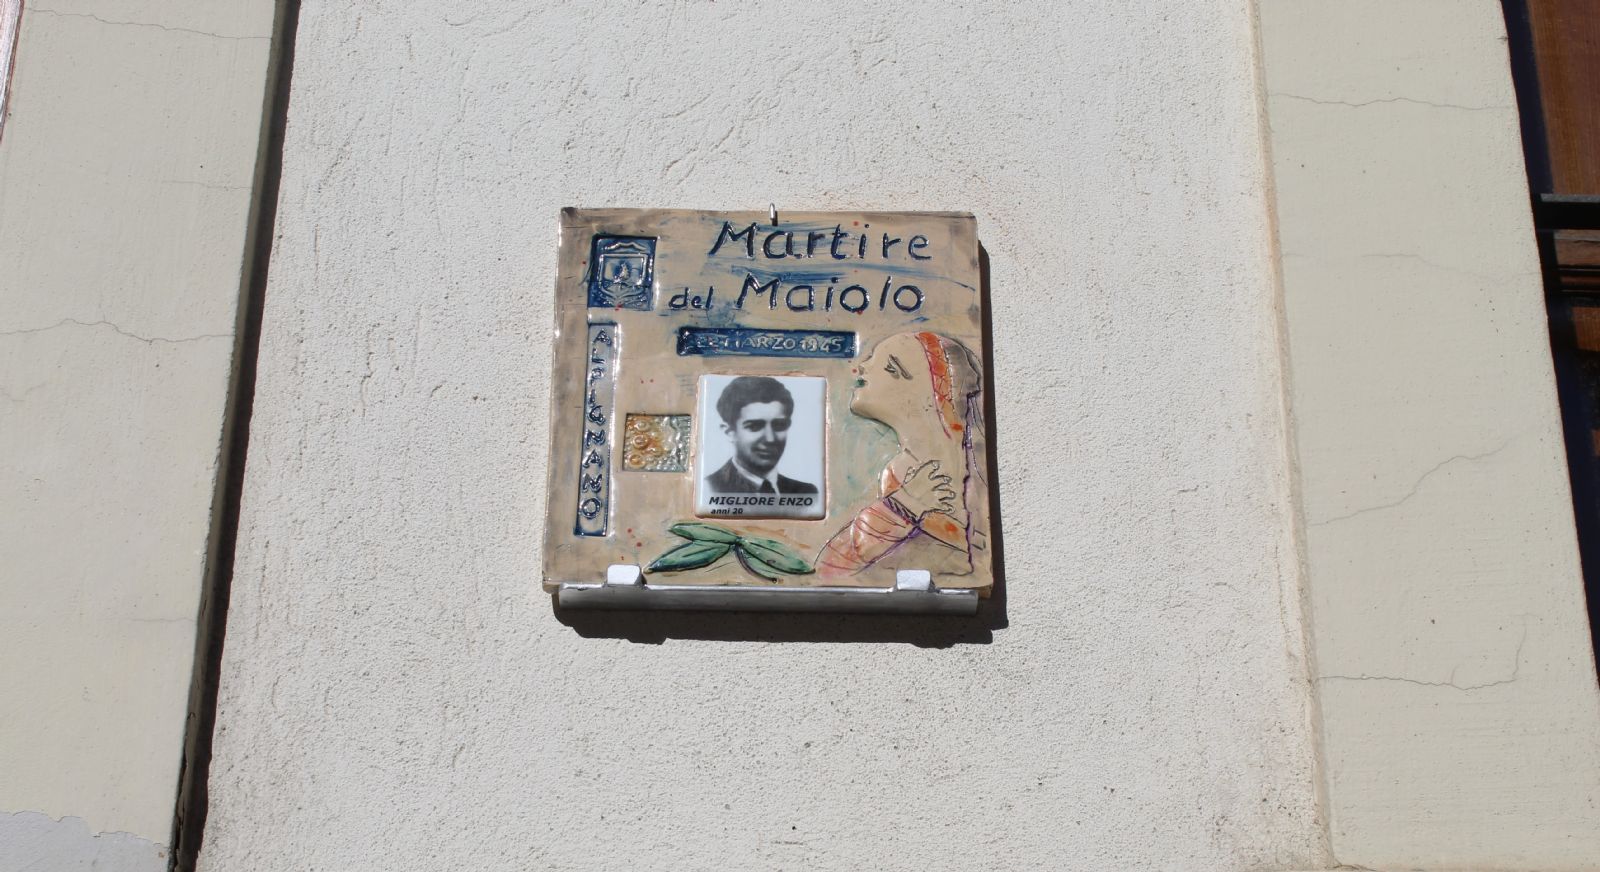 Martire
del Maiolo
MARZO 1945
ALPIGNANO
MIGLIORE ENZO
anni 20